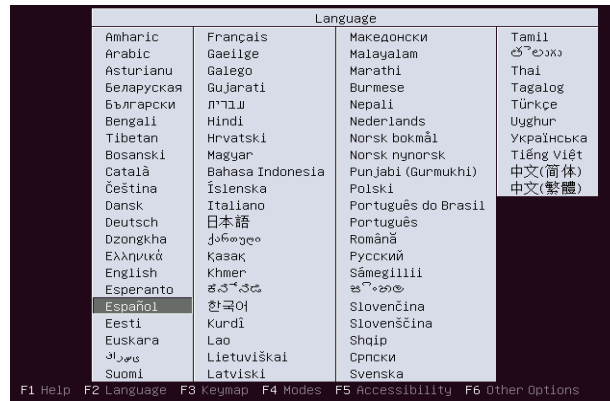 Language
Amharic
Arabic
Asturianu
Беларуская
Български
Bengali
Tibetan
Bosanski
Català
Čeština
Dansk
Deutsch
Dzongkha
Ελληνικά
English
Esperanto
Español
Eesti
Euskara
Suomi
Français
Gaeilge
Galego
Gujarati
עברית
Hindi
Hrvatski
Magyar
Bahasa Indonesia
Íslenska
Italiano
日本語
ქართული
Қазақ
Khmer
ಕನ್ನಡ
한국어
Kurdî
Lao
Lietuviškai
Latviski
Македонски
Malayalam
Marathi
Burmese
Nepali
Nederlands
Norsk bokmål
Norsk nynorsk
Punjabi (Gurmukhi)
Polski
Português do Brasil
Português
Română
Русский
Sámegillii
සිංහල
Slovenčina
Slovenščina
Shqip
Српски
Svenska
Tamil
తెలుగు
Thai
Tagalog
Türkçe
Uyghur
Українська
Tiếng Việt
中文(简体)
中文(繁體)
F1 Help F2 Language F3 Keymap F4 Modes F5 Accessibility F6 Other Options